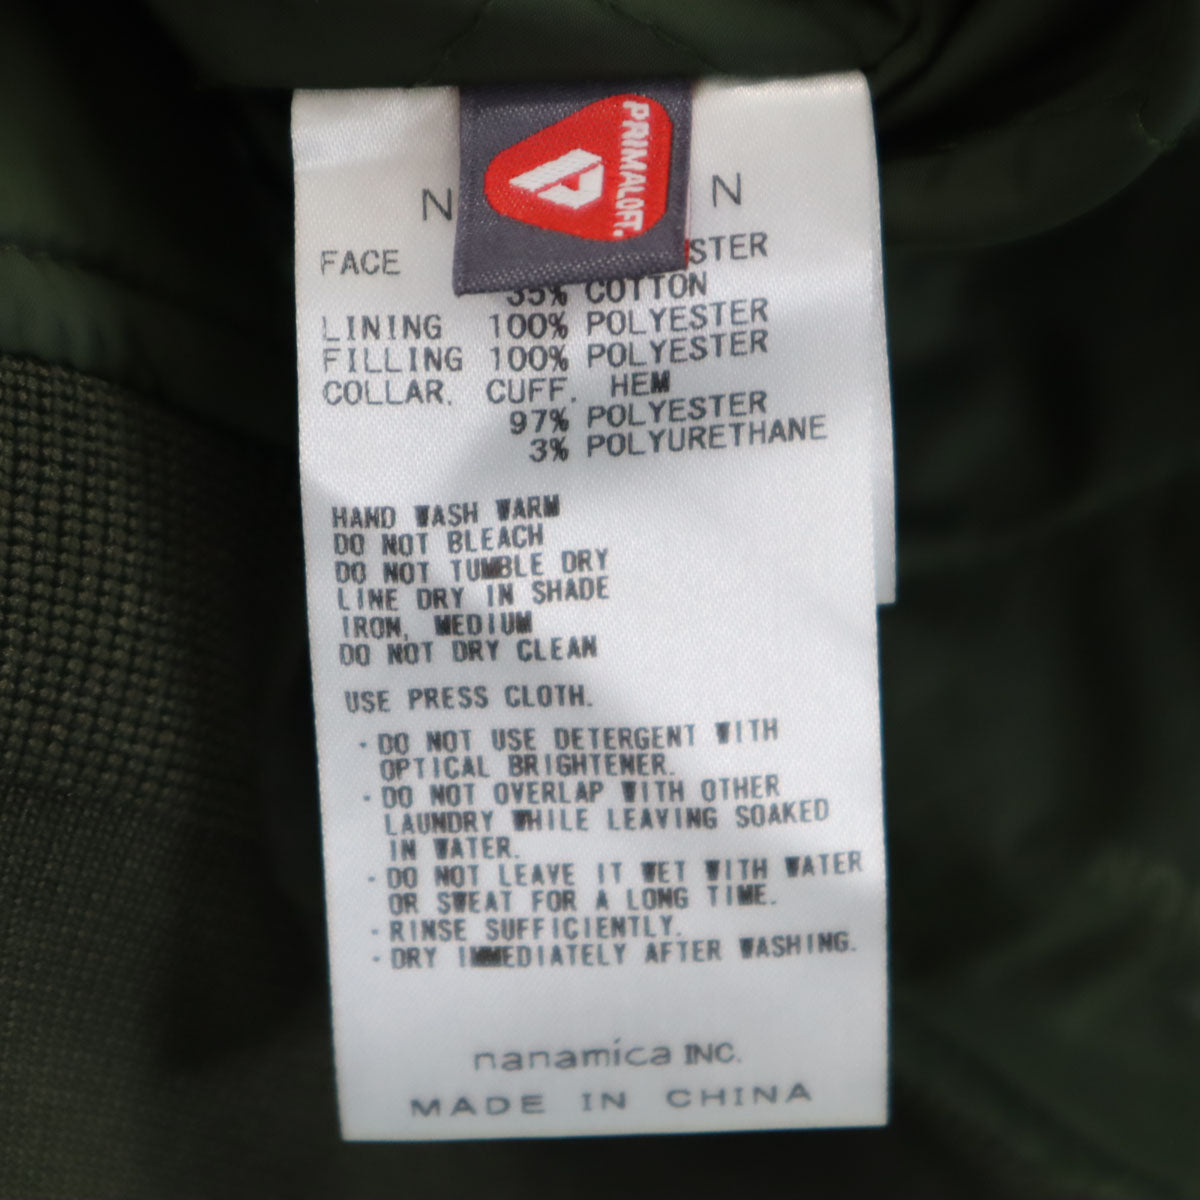 PRIMALOFT.
N N
FACE STER
35% COTTON
LINING 100% POLYESTER
FILLING 100% POLYESTER
COLLAR. CUFF. HEM
97% POLYESTER
3% POLYURETHANE
HAND WASH WARM
DO NOT BLEACH
DO NOT TUMBLE DRY
LINE DRY IN SHADE
IRON, MEDIUM
DO NOT DRY CLEAN
USE PRESS CLOTH.
・DO NOT USE DETERGENT WITH
OPTICAL BRIGHTENER.
・DO NOT OVERLAP WITH OTHER
LAUNDRY WHILE LEAVING SOAKED
IN WATER.
・DO NOT LEAVE IT WET WITH WATER
OR SWEAT FOR A LONG TIME.
・RINSE SUFFICIENTLY.
・DRY IMMEDIATELY AFTER WASHING.
nanamica INC.
MADE IN CHINA